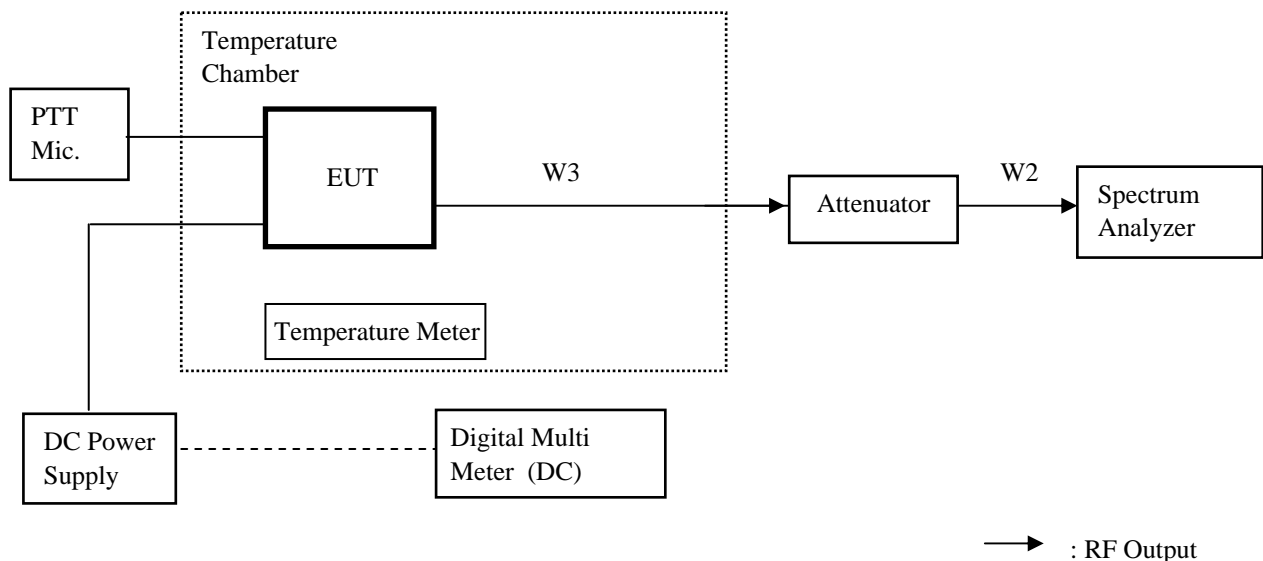 Temperature
Chamber
PTT
Mic.
EUT
W3
Attenuator
W2
Spectrum
Analyzer
Temperature Meter
DC Power
Supply
Digital Multi
Meter (DC)
: RF Output